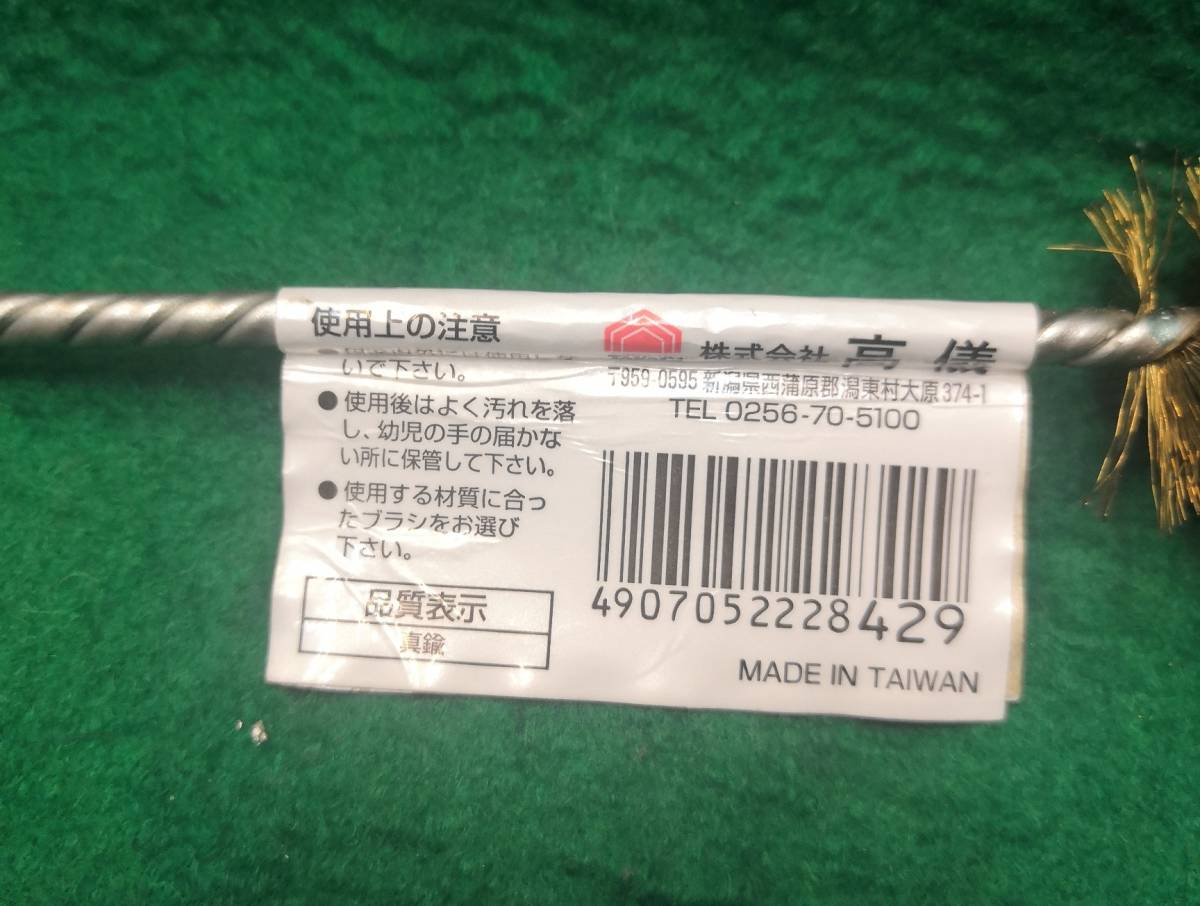 使用上の注意
いで下さい。
●使用後はよく汚れを落
し、幼児の手の届かな
い所に保管して下さい。
●使用する材質に合っ
たブラシをお選び
下さい。
品質表示
真鍮
株式会社 高儀
〒959-0595 新潟県西蒲原郡潟東村大原374-1
TEL 0256-70-5100
4907052228429
MADE IN TAIWAN